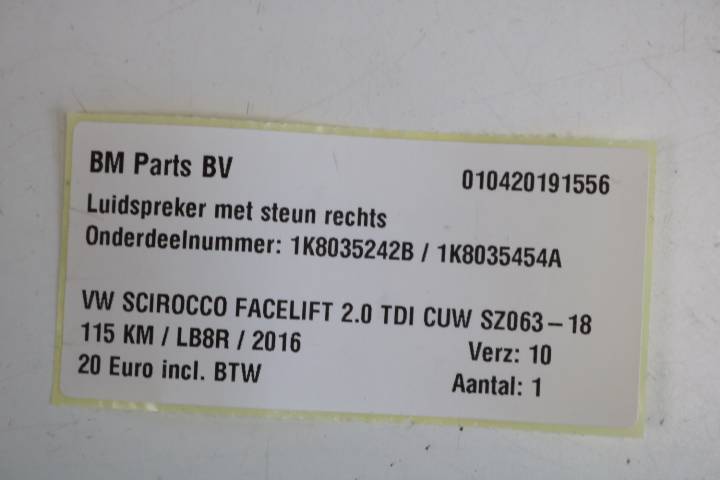 BM Parts BV 010420191556
Luidspreker met steun rechts
Onderdeelnummer: 1K8035242B / 1K8035454A
VW SCIROCCO FACELIFT 2.0 TDI CUW SZ063-18
115 KM / LB8R / 2016 Verz: 10
20 Euro incl. BTW Aantal: 1